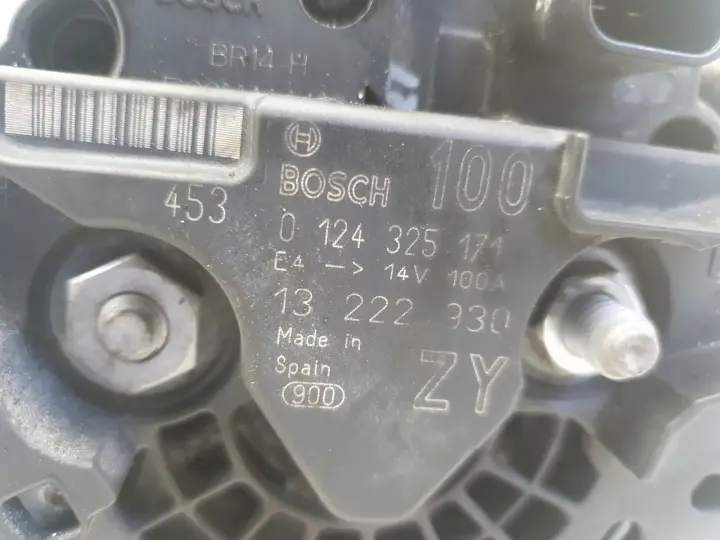 BOSCH
BR14-H
BOSCH 100
453
0 124 325 171
E4 --> 14V 100A
13 222 930
Made in
Spain
ZY
900